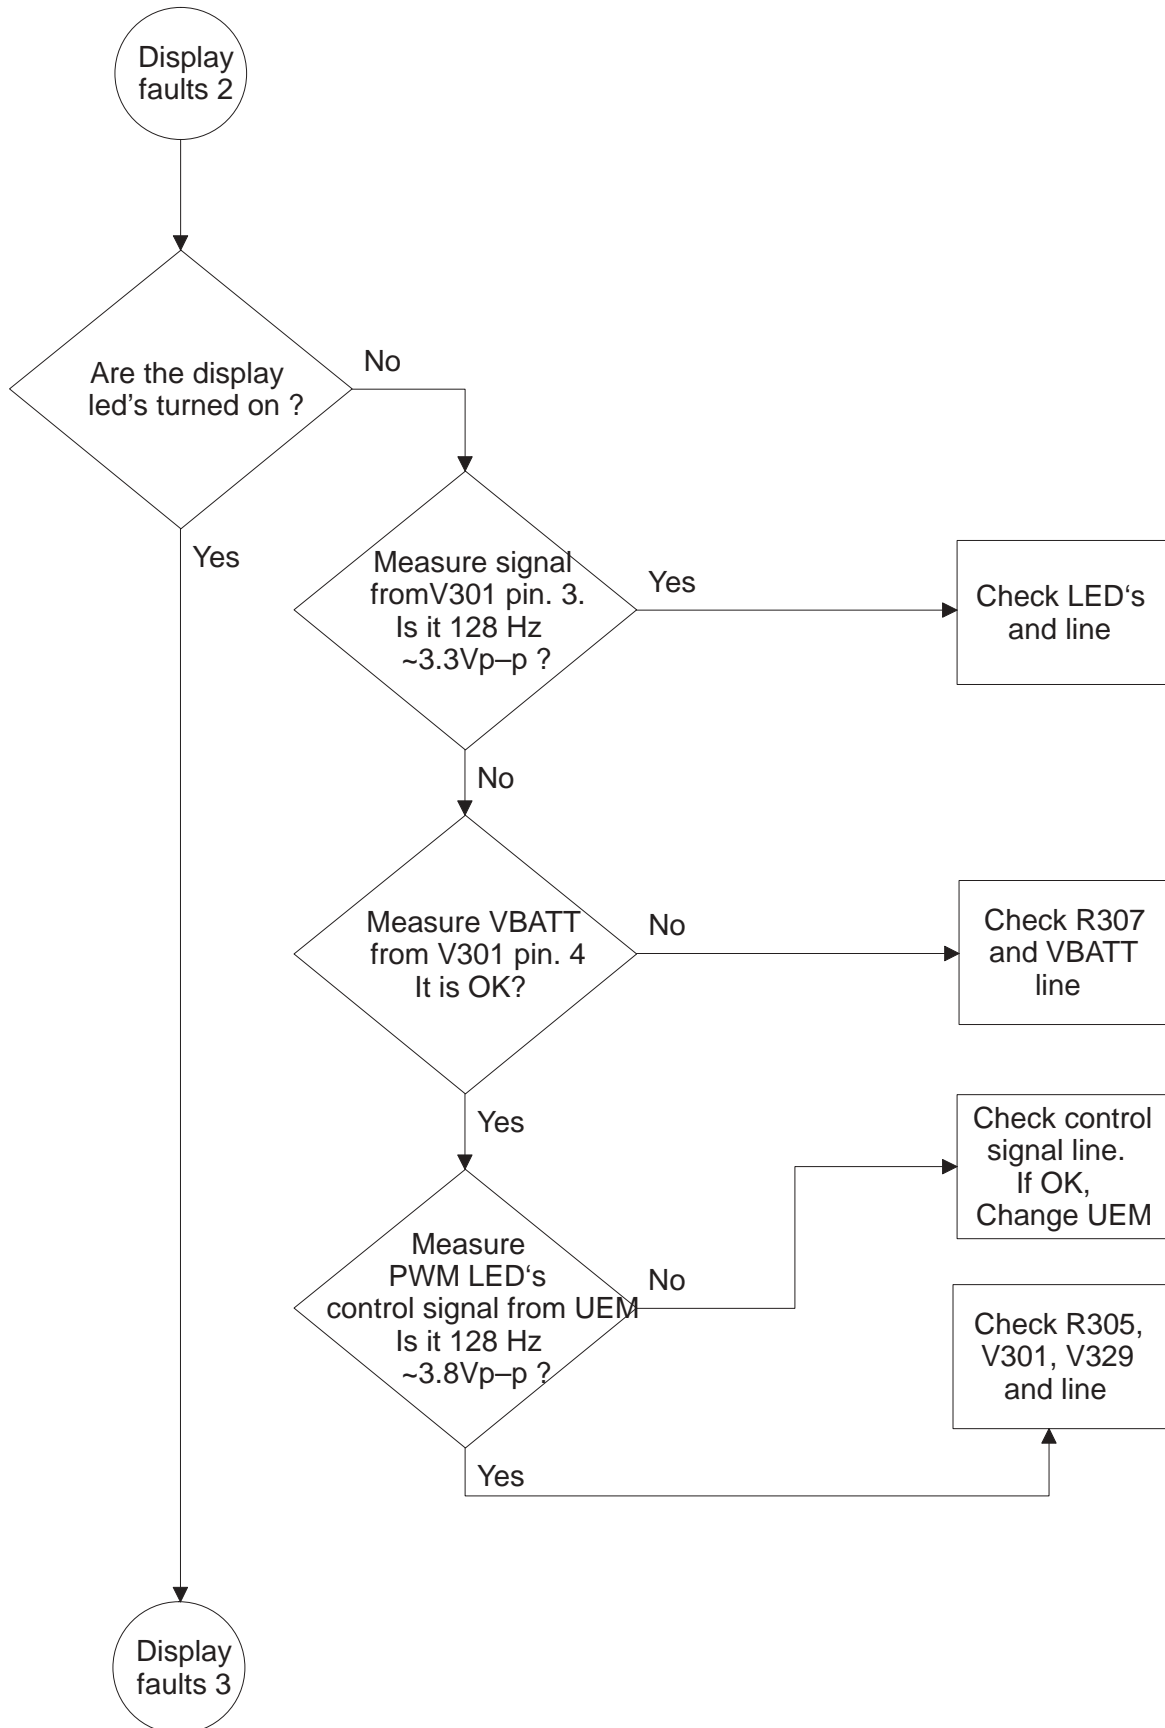 Display
faults 2
Are the display
led’s turned on ?
No
Yes
Measure signal
fromV301 pin. 3.
Is it 128 Hz
~3.3Vp–p ?
Yes
Check LED‘s
and line
No
Measure VBATT
from V301 pin. 4
It is OK?
No
Check R307
and VBATT
line
Yes
Check control
signal line.
If OK,
Change UEM
Measure
PWM LED‘s
control signal from UEM
Is it 128 Hz
~3.8Vp–p ?
No
Check R305,
V301, V329
and line
Yes
Display
faults 3